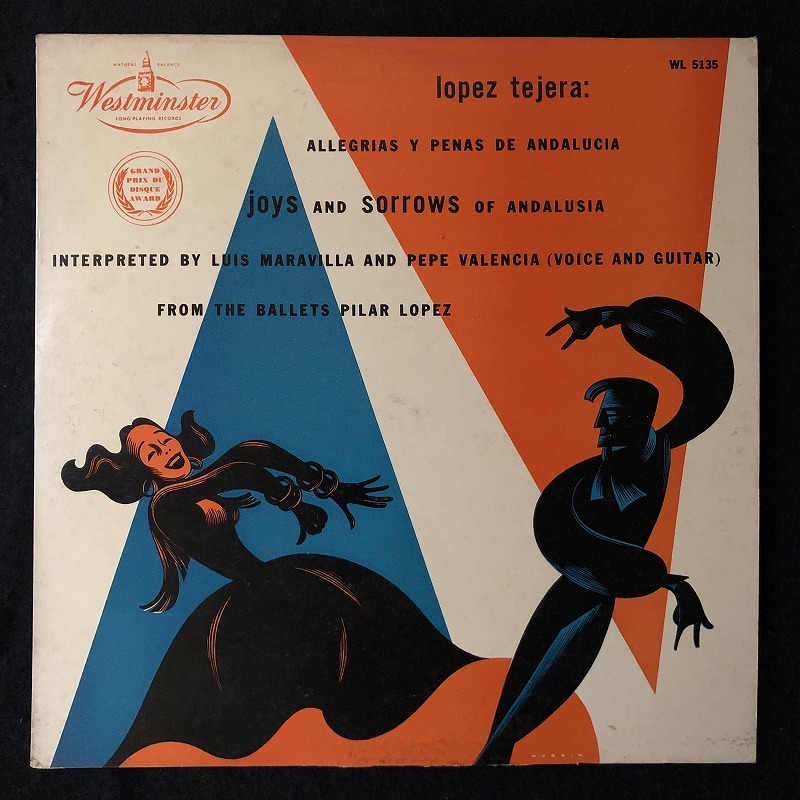 NATURAL BALANCE
Westminster
LONG PLAYING RECORDS
WL 5135
lopez tejera:
ALLEGRIAS Y PENAS DE ANDALUCIA
GRAND
PRIX DU
DISQUE
AWARD
joys AND sorrows OF ANDALUSIA
INTERPRETED BY LUIS MARAVILLA AND PEPE VALENCIA (VOICE AND GUITAR)
FROM THE BALLETS PILAR LOPEZ